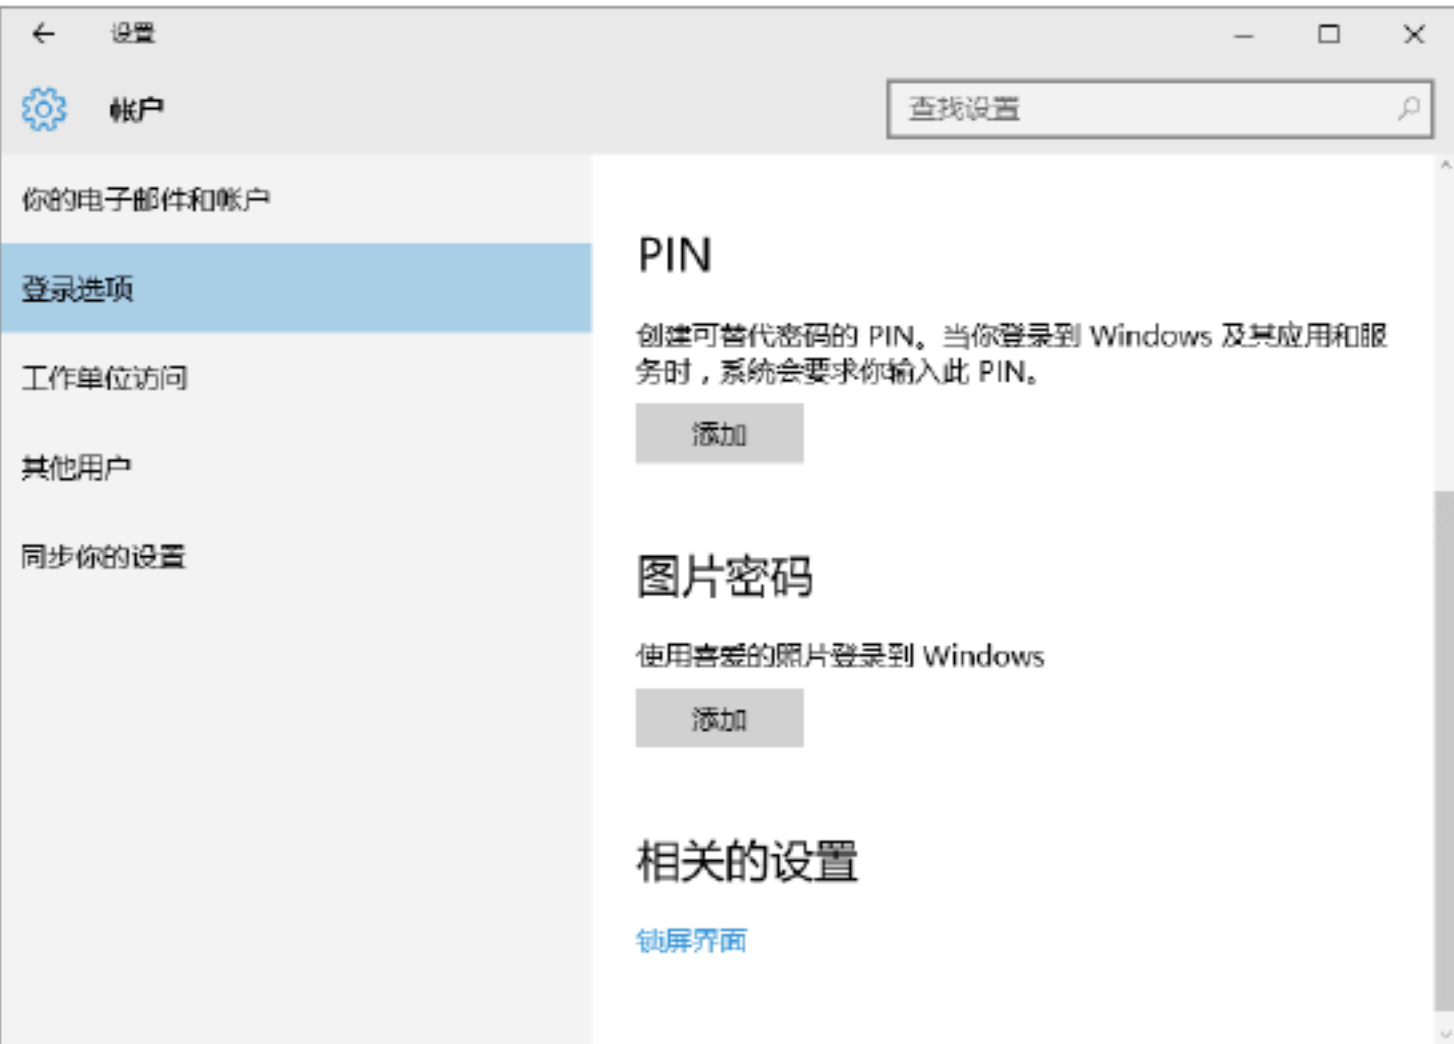 设置
帐户
查找设置
你的电子邮件和帐户
登录选项
工作单位访问
其他用户
同步你的设置
PIN
创建可替代密码的 PIN。当你登录到 Windows 及其应用和服
务时，系统会要求你输入此 PIN。
添加
图片密码
使用喜爱的照片登录到 Windows
添加
相关的设置
锁屏界面